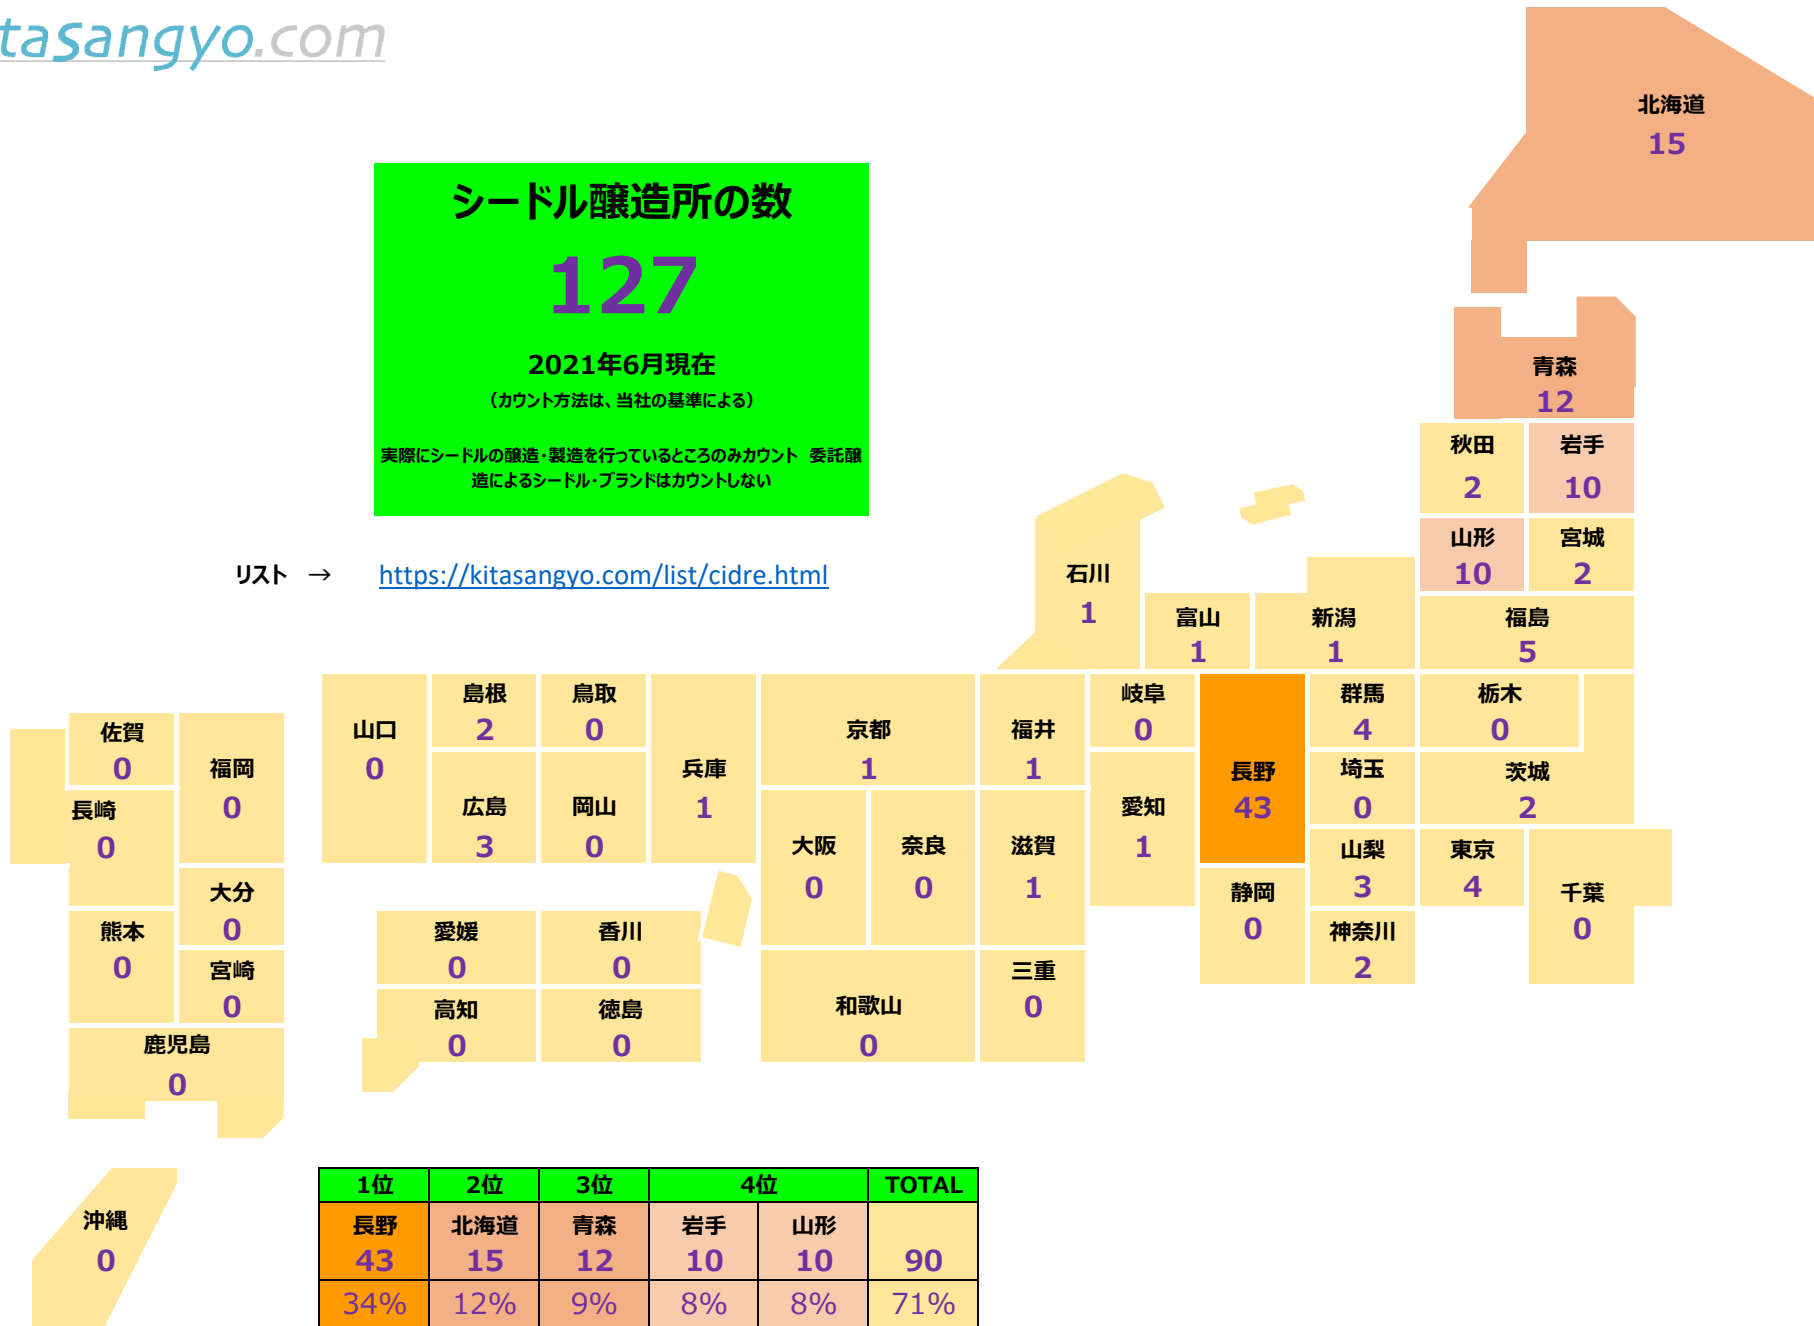 tasangyo.com
北海道
15
シードル醸造所の数
127
2021年6月現在
（カウント方法は、当社の基準による）
実際にシードルの醸造・製造を行っているところのみカウント 委託醸
造によるシードル・ブランドはカウントしない
リスト → https://kitasangyo.com/list/cidre.html
青森
12
秋田
2
岩手
10
山形
10
宮城
2
石川
1
富山
1
新潟
1
福島
5
佐賀
0
福岡
0
長崎
0
大分
0
熊本
0
宮崎
0
鹿児島
0
山口
0
島根
2
鳥取
0
広島
3
岡山
0
兵庫
1
京都
1
福井
1
大阪
0
奈良
0
滋賀
1
和歌山
0
三重
0
愛媛
0
香川
0
高知
0
徳島
0
岐阜
0
愛知
1
長野
43
静岡
0
群馬
4
栃木
0
埼玉
0
茨城
2
山梨
3
東京
4
神奈川
2
千葉
0
沖縄
0
1位 2位 3位 4位 TOTAL
長野 北海道 青森 岩手 山形
43 15 12 10 10 90
34% 12% 9% 8% 8% 71%